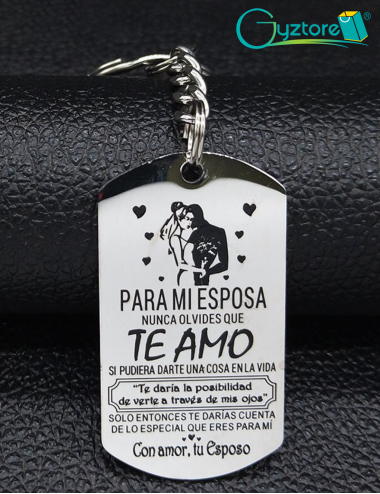 Gyztore®
PARA MI ESPOSA
NUNCA OLVIDES QUE
TE AMO
SI PUDIERA DARTE UNA COSA EN LA VIDA
"Te daría la posibilidad
de verte a través de mis ojos"
SOLO ENTONCES TE DARÍAS CUENTA
DE LO ESPECIAL QUE ERES PARA MÍ
Con amor, tu Esposo